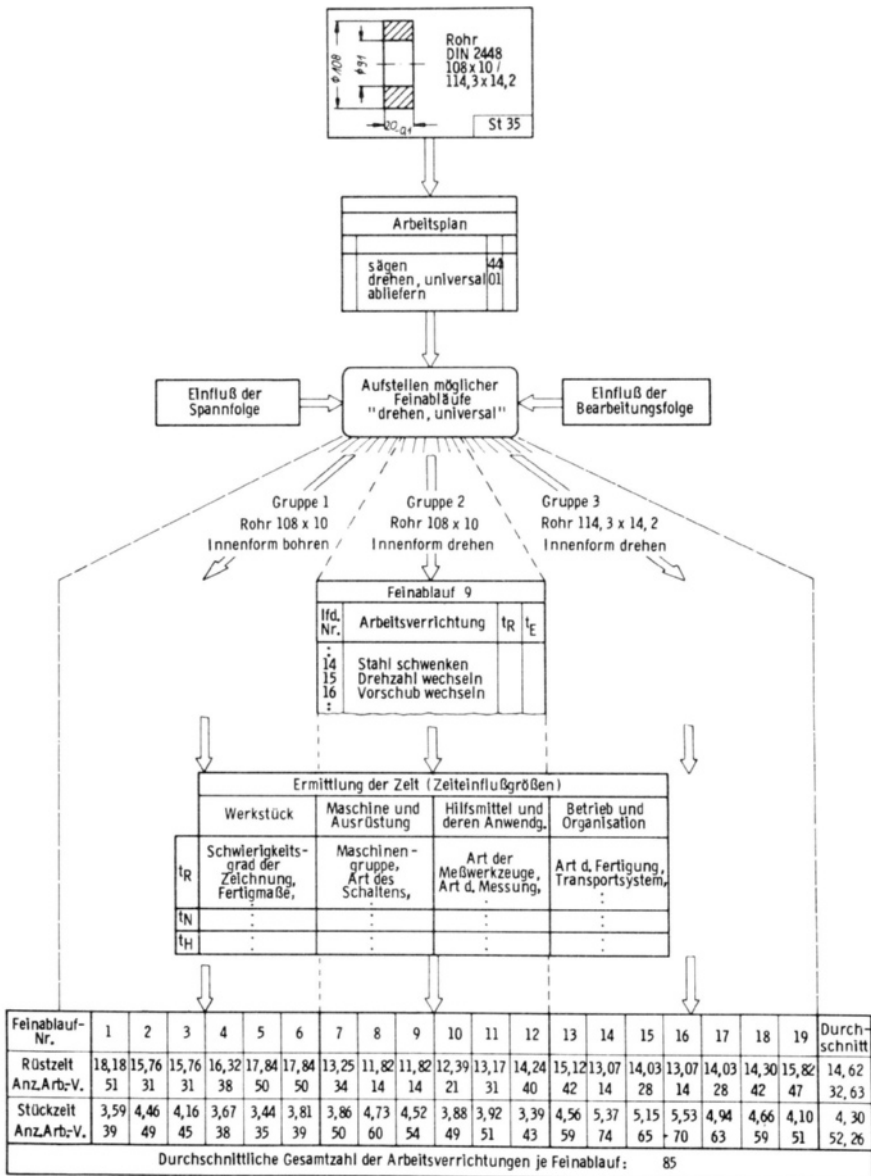 Rohr
DIN 2448
108 x 10 /
114,3 x 14,2
St 35
φ 108
φ 91
20-0,1
Arbeitsplan
sägen 44
drehen, universal 01
abliefern
Einfluß der
Spannfolge
Aufstellen möglicher
Feinabläufe
"drehen, universal"
Einfluß der
Bearbeitungsfolge
Gruppe 1
Rohr 108 x 10
Innenform bohren
Gruppe 2
Rohr 108 x 10
Innenform drehen
Gruppe 3
Rohr 114, 3 x 14, 2
Innenform drehen
Feinablauf 9
lfd. Nr. Arbeitsverrichtung tR tE
:
14 Stahl schwenken
15 Drehzahl wechseln
16 Vorschub wechseln
:
Ermittlung der Zeit (Zeiteinflußgrößen)
Werkstück
Maschine und
Ausrüstung
Hilfsmittel und
deren Anwendg.
Betrieb und
Organisation
tR
Schwierigkeits-
grad der
Zeichnung,
Fertigmaße,
Maschinen-
gruppe,
Art des
Schaltens,
Art der
Meßwerkzeuge,
Art d. Messung,
Art d. Fertigung,
Transportsystem,
tN
tH
Feinablauf-Nr. 1 2 3 4 5 6 7 8 9 10 11 12 13 14 15 16 17 18 19 Durch-schnitt
Rüstzeit 18,18 15,76 15,76 16,32 17,84 17,84 13,25 11,82 11,82 12,39 13,17 14,24 15,12 13,07 14,03 13,07 14,03 14,30 15,82 14,62
Anz.Arb.-V. 51 31 31 38 50 50 34 14 14 21 31 40 42 14 28 14 28 42 47 32,63
Stückzeit 3,59 4,46 4,16 3,67 3,44 3,81 3,86 4,73 4,52 3,88 3,92 3,39 4,56 5,37 5,15 5,53 4,94 4,66 4,10 4,30
Anz.Arb.-V. 39 49 45 38 35 39 50 60 54 49 51 43 59 74 65 70 63 59 51 52,26
Durchschnittliche Gesamtzahl der Arbeitsverrichtungen je Feinablauf: 85